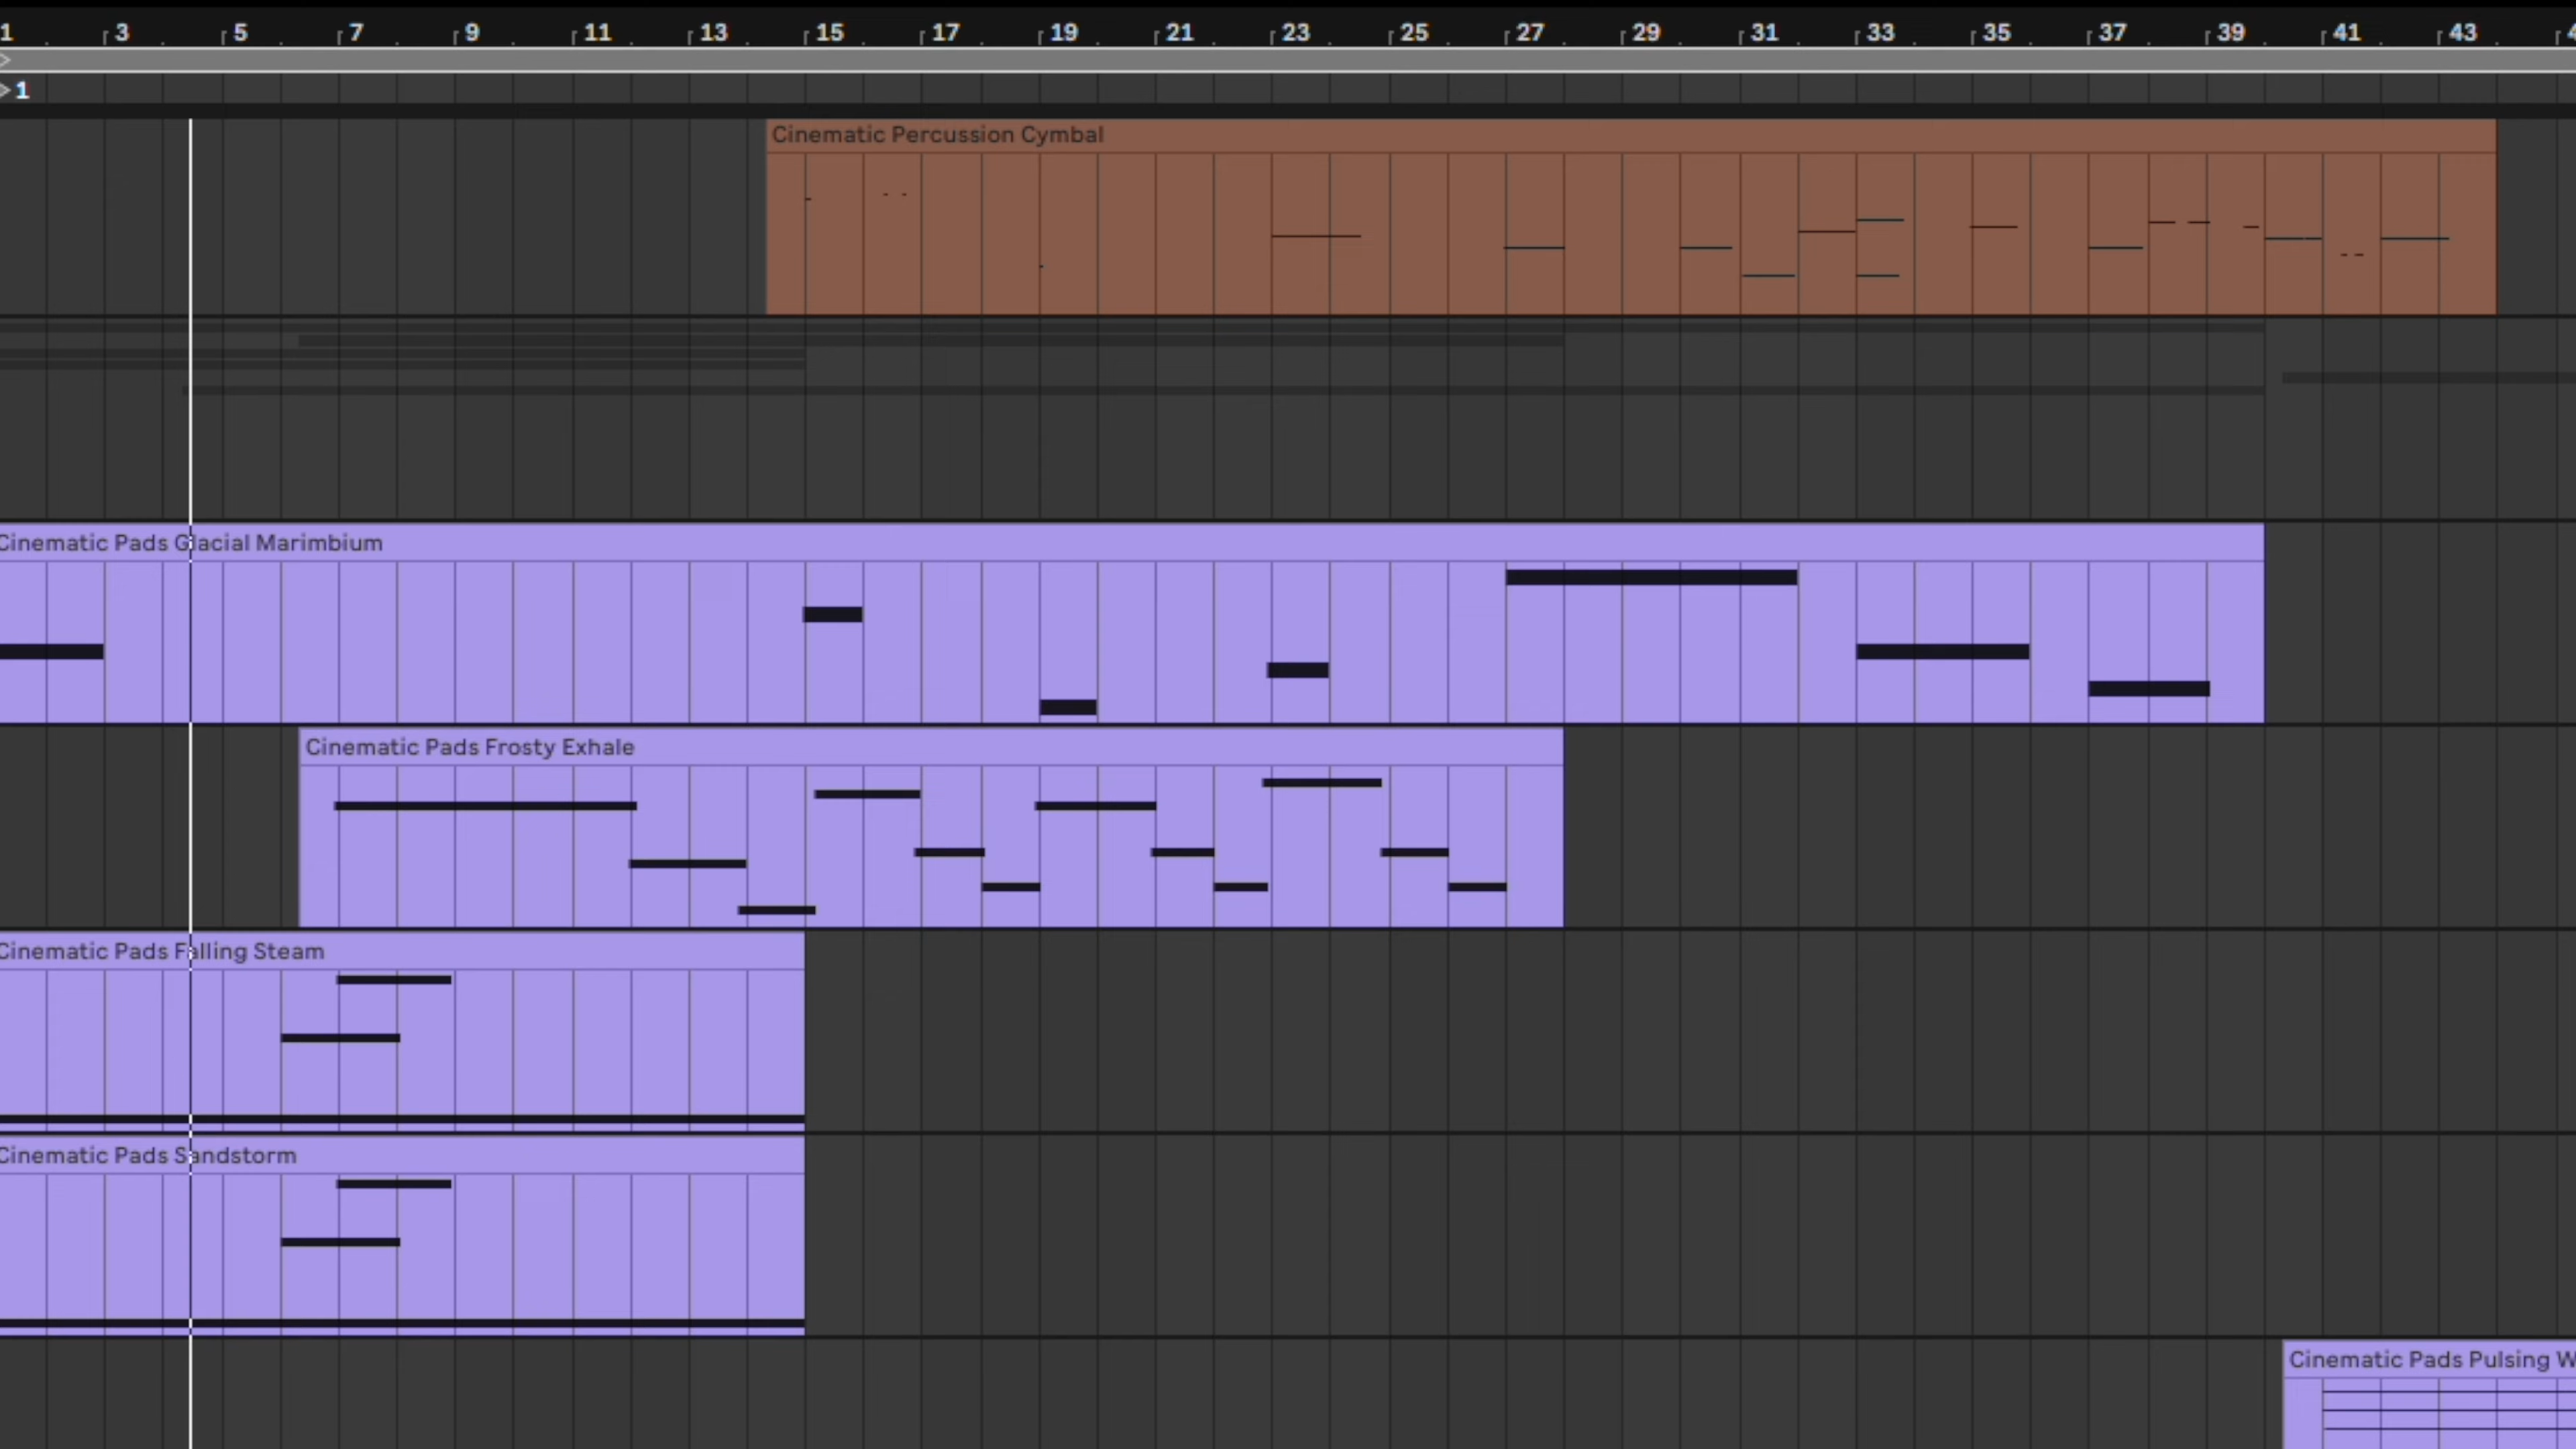 1 3 5 7 9 11 13 15 17 19 21 23 25 27 29 31 33 35 37 39 41 43
1
Cinematic Percussion Cymbal
Cinematic Pads Glacial Marimbium
Cinematic Pads Frosty Exhale
Cinematic Pads Falling Steam
Cinematic Pads Sandstorm
Cinematic Pads Pulsing W